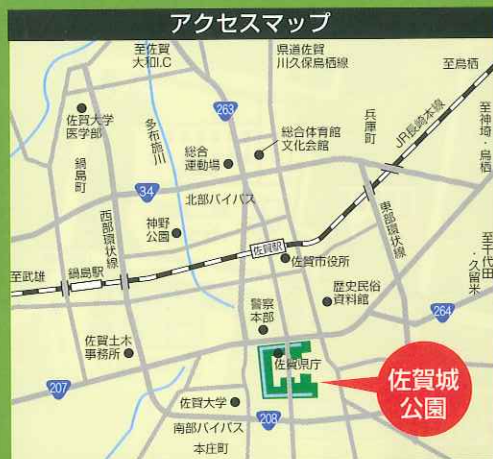 アクセスマップ
至佐賀
大和I.C
県道佐賀
川久保鳥栖線
至鳥栖
263
佐賀大学
医学部
多布施川
総合体育館
文化会館
兵庫町
JR長崎本線
至神埼・鳥栖
鍋島町
総合
運動場
34
北部バイパス
西部環状線
神野
公園
東部環状線
佐賀駅
佐賀市役所
至千代田
・久留米
至武雄
鍋島駅
歴史民俗
資料館
264
警察
本部
佐賀土木
事務所
佐賀県庁
佐賀城
公園
207
佐賀大学
208
南部バイパス
本庄町